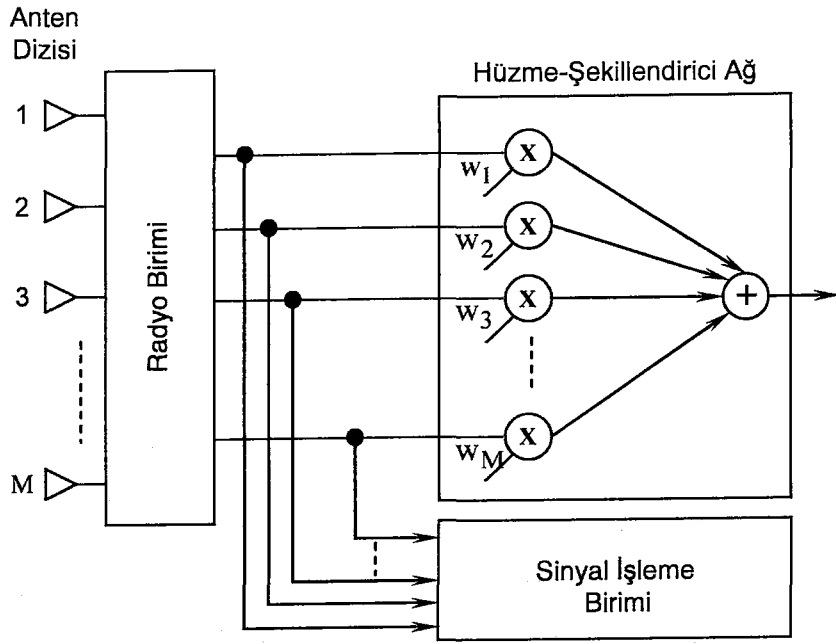 Anten
Dizisi
Hüzme-Şekillendirici Ağ
1
2
3
M
Radyo Birimi
w1
x
w2
x
w3
x
wM
x
+
Sinyal İşleme
Birimi